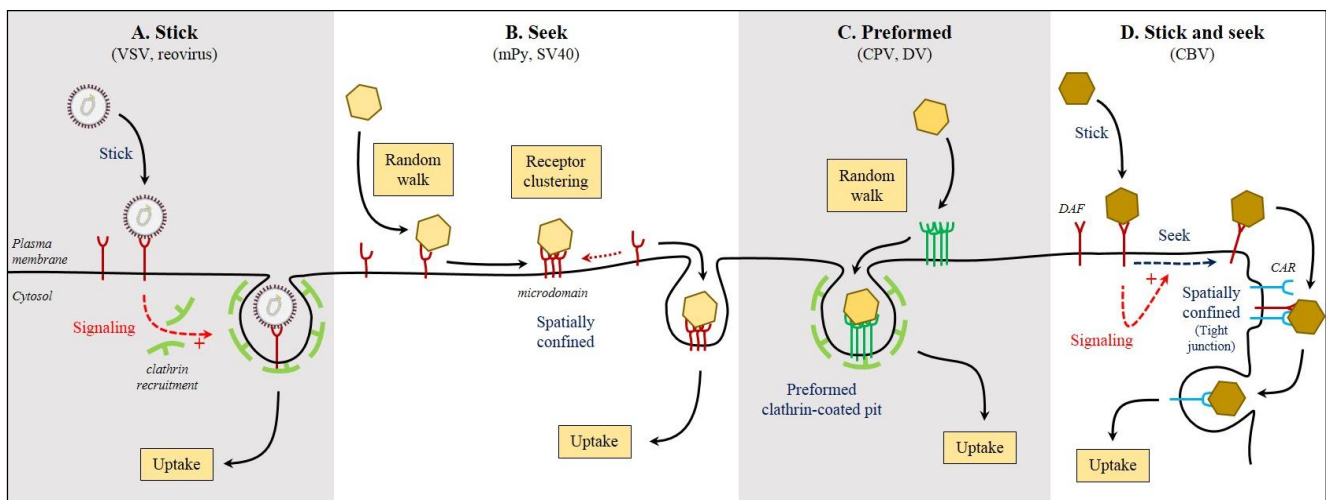 A. Stick
(VSV, reovirus)
Stick
Plasma
membrane
Cytosol
Signaling
+
clathrin
recruitment
Uptake
B. Seek
(mPy, SV40)
Random
walk
Receptor
clustering
microdomain
Spatially
confined
Uptake
C. Preformed
(CPV, DV)
Random
walk
Preformed
clathrin-coated pit
Uptake
D. Stick and seek
(CBV)
Stick
DAF
Seek
+
CAR
Signaling
Spatially
confined
(Tight
junction)
Uptake